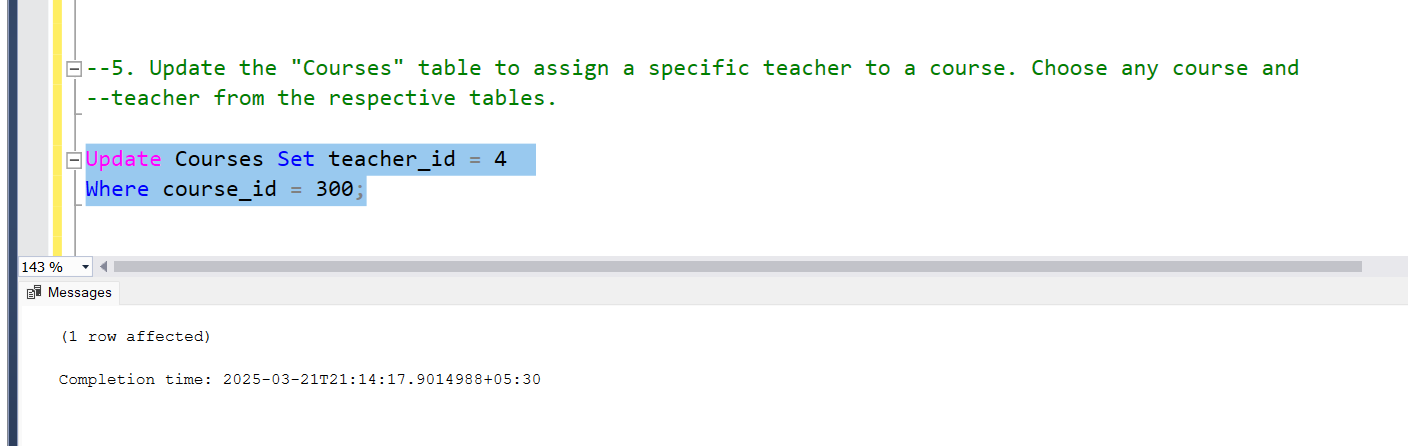 --5. Update the "Courses" table to assign a specific teacher to a course. Choose any course and
--teacher from the respective tables.
Update Courses Set teacher_id = 4
Where course_id = 300;
143 %
Messages
(1 row affected)
Completion time: 2025-03-21T21:14:17.9014988+05:30